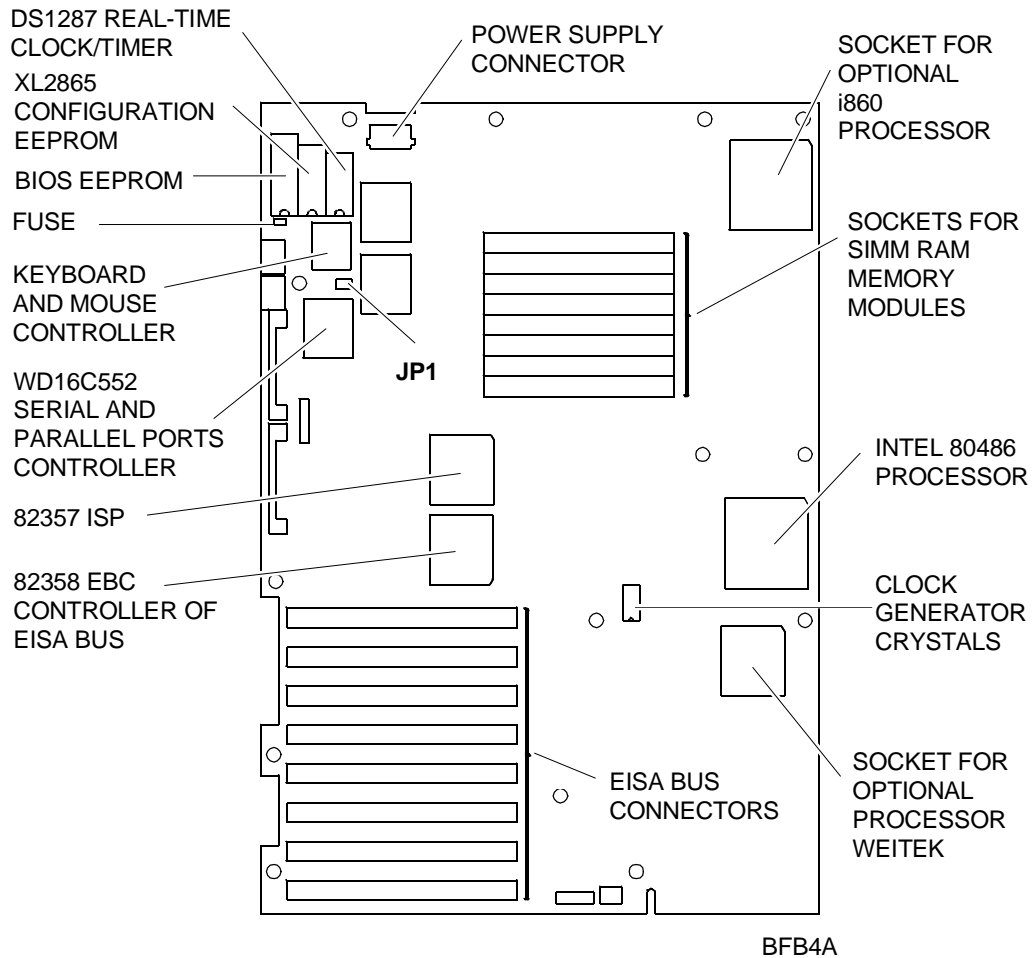 DS1287 REAL-TIME
CLOCK/TIMER
XL2865
CONFIGURATION
EEPROM
BIOS EEPROM
FUSE
KEYBOARD
AND MOUSE
CONTROLLER
WD16C552
SERIAL AND
PARALLEL PORTS
CONTROLLER
82357 ISP
82358 EBC
CONTROLLER OF
EISA BUS
POWER SUPPLY
CONNECTOR
JP1
EISA BUS
CONNECTORS
SOCKET FOR
OPTIONAL
i860
PROCESSOR
SOCKETS FOR
SIMM RAM
MEMORY
MODULES
INTEL 80486
PROCESSOR
CLOCK
GENERATOR
CRYSTALS
SOCKET FOR
OPTIONAL
PROCESSOR
WEITEK
BFB4A